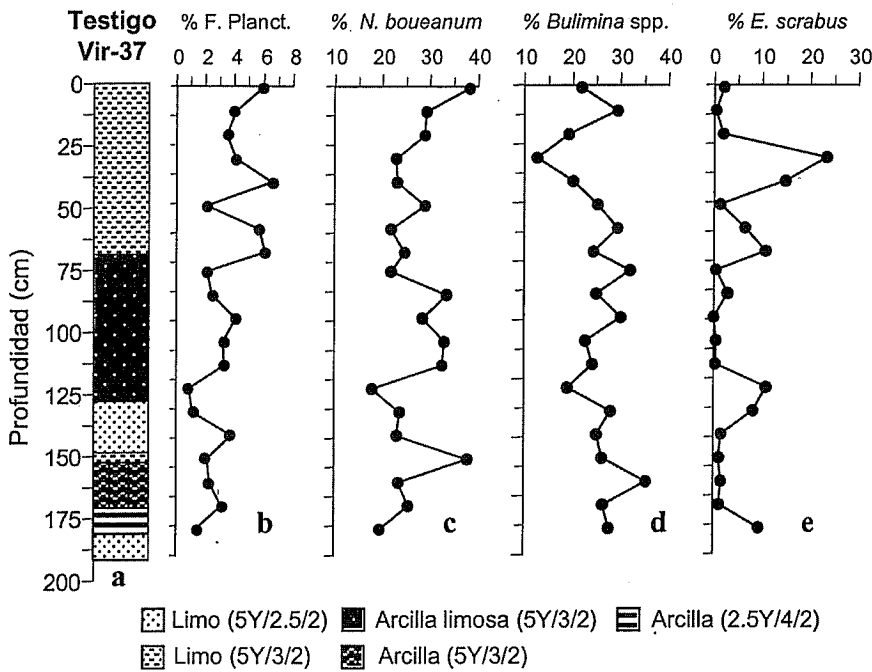 Testigo
Vir-37
% F. Planct.
% N. boueanum
% Bulimina spp.
% E. scrabus
0 2 4 6 8
10 20 30 40
10 20 30 40
0 10 20 30
Profundidad (cm)
0
25
50
75
100
125
150
175
200
a
b
c
d
e
Limo (5Y/2.5/2)
Arcilla limosa (5Y/3/2)
Arcilla (2.5Y/4/2)
Limo (5Y/3/2)
Arcilla (5Y/3/2)